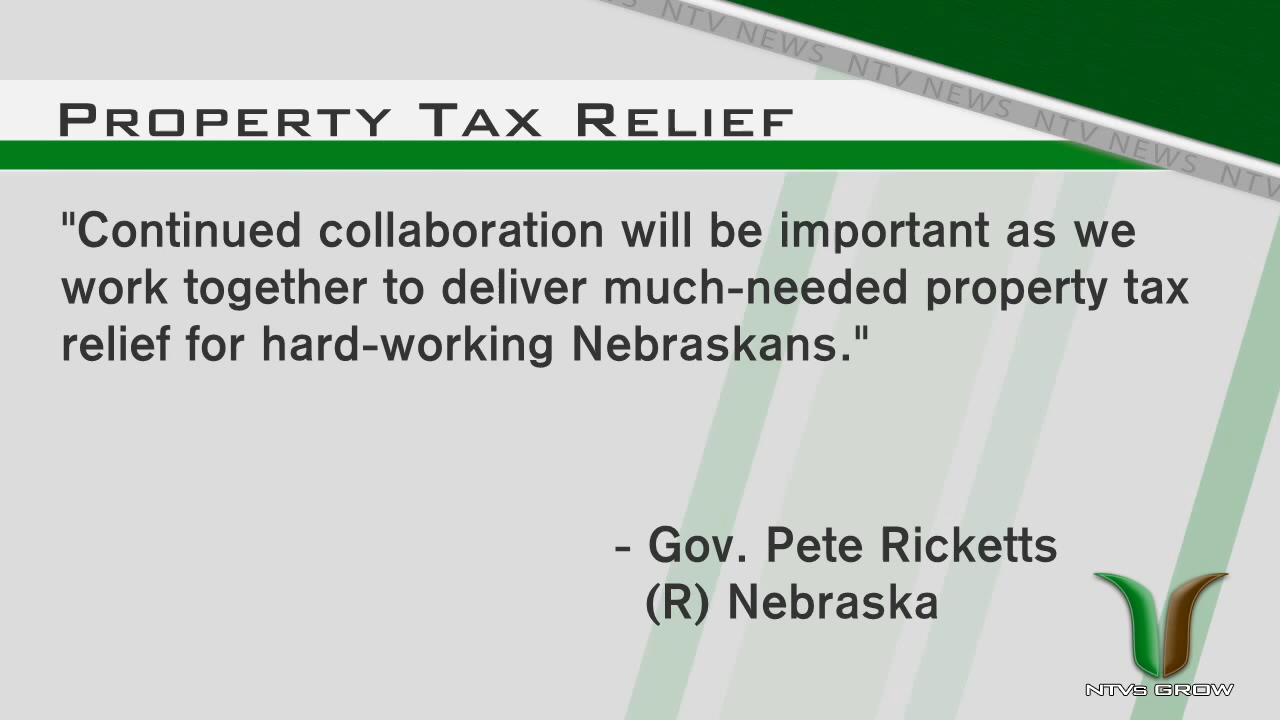 NTV NEWS NTV NEWS NTV NEWS NTV
Property Tax Relief
"Continued collaboration will be important as we
work together to deliver much-needed property tax
relief for hard-working Nebraskans."
- Gov. Pete Ricketts
(R) Nebraska
NTVs GROW